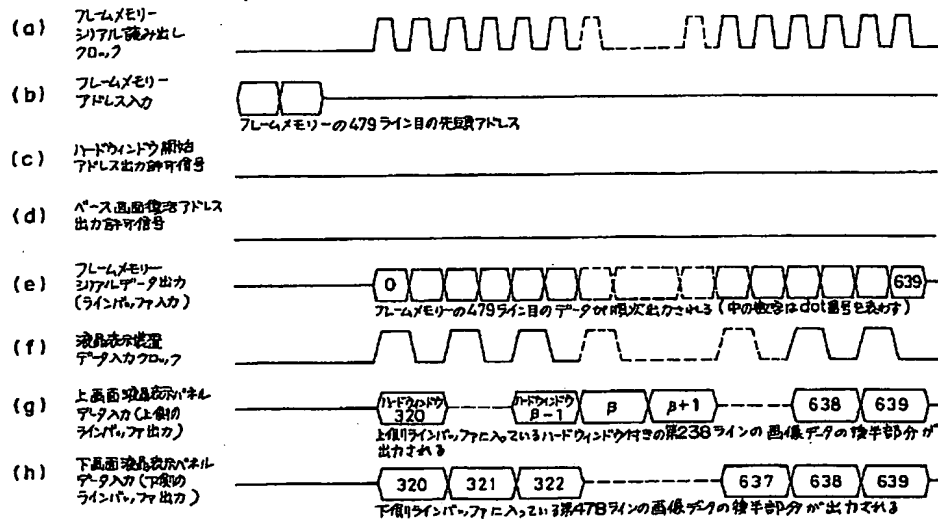 (a) フレームメモリー
シリアル読み出し
クロック
(b) フレームメモリー
アドレス入力
フレームメモリーの479ライン目の先頭アドレス
(c) ハードウィンドウ開始
アドレス出力許可信号
(d) ベース画面復活アドレス
出力許可信号
(e) フレームメモリー
シリアルデータ出力
(ラインバッファ入力)
0 639
フレームメモリーの479ライン目のデータが順次出力される (中の数字はdot番号を表わす)
(f) 液晶表示装置
データ入力クロック
(g) 上画面液晶表示パネル
データ入力(上側の
ラインバッファ出力)
ハードウィンドウ 320 ハードウィンドウ β-1 β β+1 638 639
上側ラインバッファに入っているハードウィンドウ付きの第238ラインの画像データの後半部分が
出力される
(h) 下画面液晶表示パネル
データ入力(下側の
ラインバッファ出力)
320 321 322 637 638 639
下側ラインバッファに入っている第478ラインの画像データの後半部分が出力される